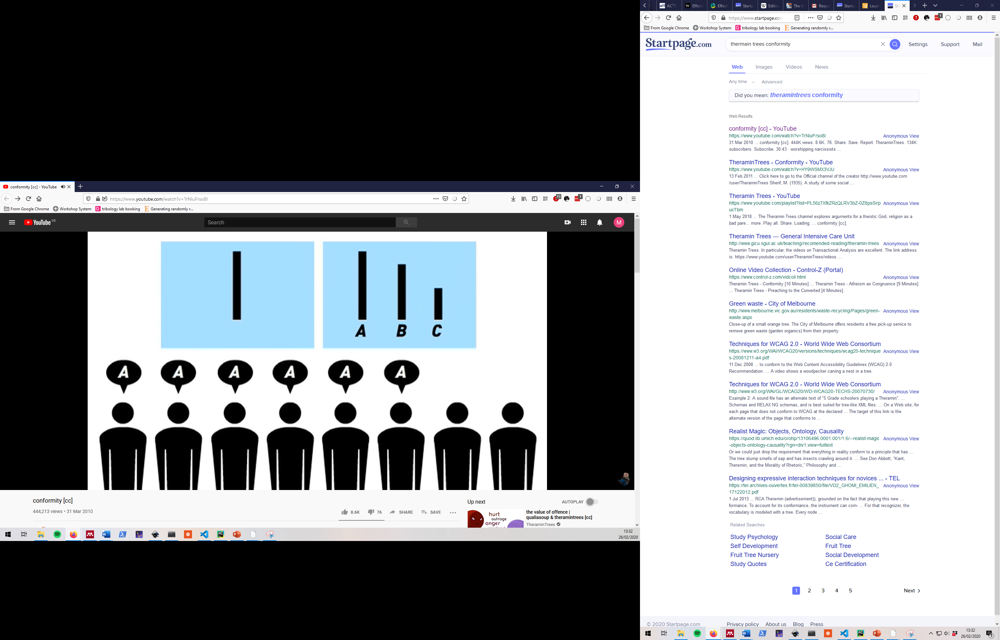 conformity [cc] - YouTube
https://www.youtube.com/watch?v=TrNIuFrso8I
11
1
From Google Chrome
Workshop System
tribology lab booking
Generating randomly r...
YouTube GB
Search
M
A B C
A A A A A A
conformity [cc]
444,213 views • 31 Mar 2010
8.6K
76
SHARE
SAVE
Up next
AUTOPLAY
hurt
outrage
anger
the value of offence |
qualiasoup & theramintrees [cc]
TheraminTrees
13:32
26/02/2020
AC²T
Effect
Effect
Startp
Editin
The In
Reque
Startp
Loud
St
https://www.startpage.con
1
From Google Chrome
Workshop System
tribology lab booking
Generating randomly r...
Startpage.com
thermain trees conformity
Settings
Support
Mail
Web
Images
Videos
News
Any time
Advanced
Did you mean: theramintrees conformity
Web Results
conformity [cc] - YouTube
https://www.youtube.com/watch?v=TrNIuFrso8I
Anonymous View
31 Mar 2010 ... conformity [cc]. 444K views. 8.6K. 76. Share. Save. Report. TheraminTrees. 134K
subscribers. Subscribe. 30:43 · worshipping narcissists ...
TheraminTrees - Conformity - YouTube
https://www.youtube.com/watch?v=HY9WSMX3VJU
Anonymous View
13 Feb 2011 ... Click here to go to the Official channel of the creator http://www.youtube.com
/user/TheraminTrees Sherif, M. (1935). A study of some social ...
Theramin Trees - YouTube
https://www.youtube.com/playlist?list=PL56z7XfkZRzQLRV3bZ-0Z8psSirp
uxTbm
Anonymous View
1 May 2018 ... The Theramin Trees channel explores arguments for a theistic God, religion as a
bad pare... more. Play all. Share. Loading. ... conformity [cc].
Theramin Trees — General Intensive Care Unit
http://www.gicu.sgul.ac.uk/teaching/recomended-reading/theramin-trees
Anonymous View
Theramin Trees. In particular, the videos on Transactional Analysis are excellent. The link address
is: https://www.youtube.com/user/TheraminTrees/videos ...
Online Video Collection - Control-Z (Portal)
https://www.control-z.com/vidcoll.html
Anonymous View
Theramin Trees - Conformity [10 Minutes] ... Theramin Trees - Atheism as Congruence [9 Minutes]
... Theramin Trees - Preaching to the Converted [4 Minutes].
Green waste - City of Melbourne
http://www.melbourne.vic.gov.au/residents/waste-recycling/Pages/green-
waste.aspx
Anonymous View
Close-up of a small orange tree. The City of Melbourne offers residents a free pick-up service to
remove green waste (garden organics) from their property.
Techniques for WCAG 2.0 - World Wide Web Consortium
https://www.w3.org/WAI/WCAG20/versions/techniques/wcag20-technique
s-20081211-a4.pdf
Anonymous View
11 Dec 2008 ... to conform to the Web Content Accessibility Guidelines (WCAG) 2.0
Recommendation. ... A video shows a woodpecker carving a nest in a tree.
Techniques for WCAG 2.0 - World Wide Web Consortium
http://www.w3.org/WAI/GL/WCAG20/WD-WCAG20-TECHS-20070730/
Anonymous View
Example 2: A sound file has an alternate text of "5 Grade schoolers playing a Theramin". ...
Schemas and RELAX NG schemas, and is best suited for tree-like XML files. ... On a Web site, for
each page that does not conform to WCAG at the declared ... The target of this link is the
alternate version of the page that conforms to ...
Realist Magic: Objects, Ontology, Causality
https://quod.lib.umich.edu/o/ohp/13106496.0001.001/1:6/--realist-magic
-objects-ontology-causality?rgn=div1;view=fulltext
Anonymous View
Or we could just drop the requirement that everything in reality conform to a principle that has ...
The tree stump smells of sap and has insects crawling around it. ... See Don Abbott, “Kant,
Theremin, and the Morality of Rhetoric,” Philosophy and ...
Designing expressive interaction techniques for novices ... - TEL
https://tel.archives-ouvertes.fr/tel-00839850/file/VD2_GHOMI_EMILIEN_
17122012.pdf
Anonymous View
1 Jul 2013 ... RCA Theremin (advertisement)), grounded on the fact that playing this new ...
formance. To account for its conformance, the instrument can com- ... For that recognizer, the
vocabulary is modeled with a tree. Every node ...
Related Searches
Study Psychology
Social Care
Self Development
Fruit Tree
Fruit Tree Nursery
Social Development
Study Quotes
Ce Certification
1 2 3 4 5 Next
© 2020 Startpage.com
Privacy policy
About us
Blog
Press
13:32
26/02/2020